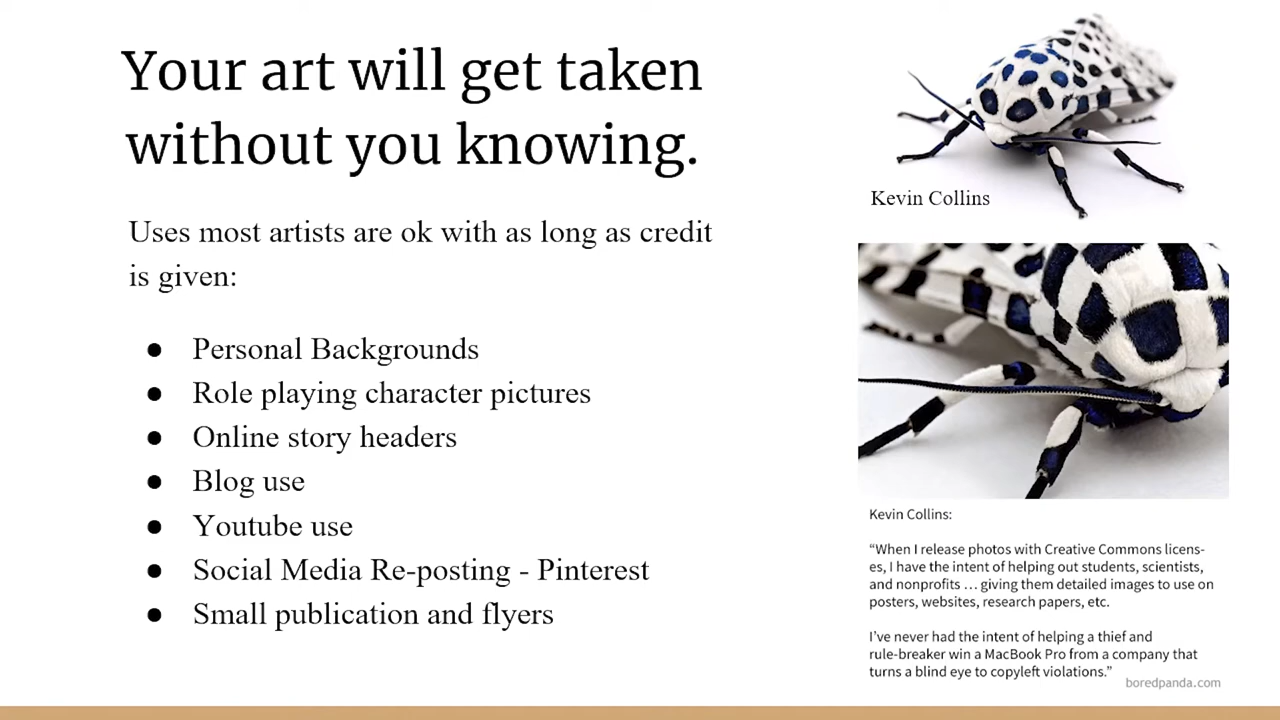 Your art will get taken
without you knowing.
Uses most artists are ok with as long as credit
is given:
● Personal Backgrounds
● Role playing character pictures
● Online story headers
● Blog use
● Youtube use
● Social Media Re-posting - Pinterest
● Small publication and flyers
Kevin Collins
Kevin Collins:
“When I release photos with Creative Commons licens-
es, I have the intent of helping out students, scientists,
and nonprofits … giving them detailed images to use on
posters, websites, research papers, etc.
I’ve never had the intent of helping a thief and
rule-breaker win a MacBook Pro from a company that
turns a blind eye to copyleft violations.”
boredpanda.com